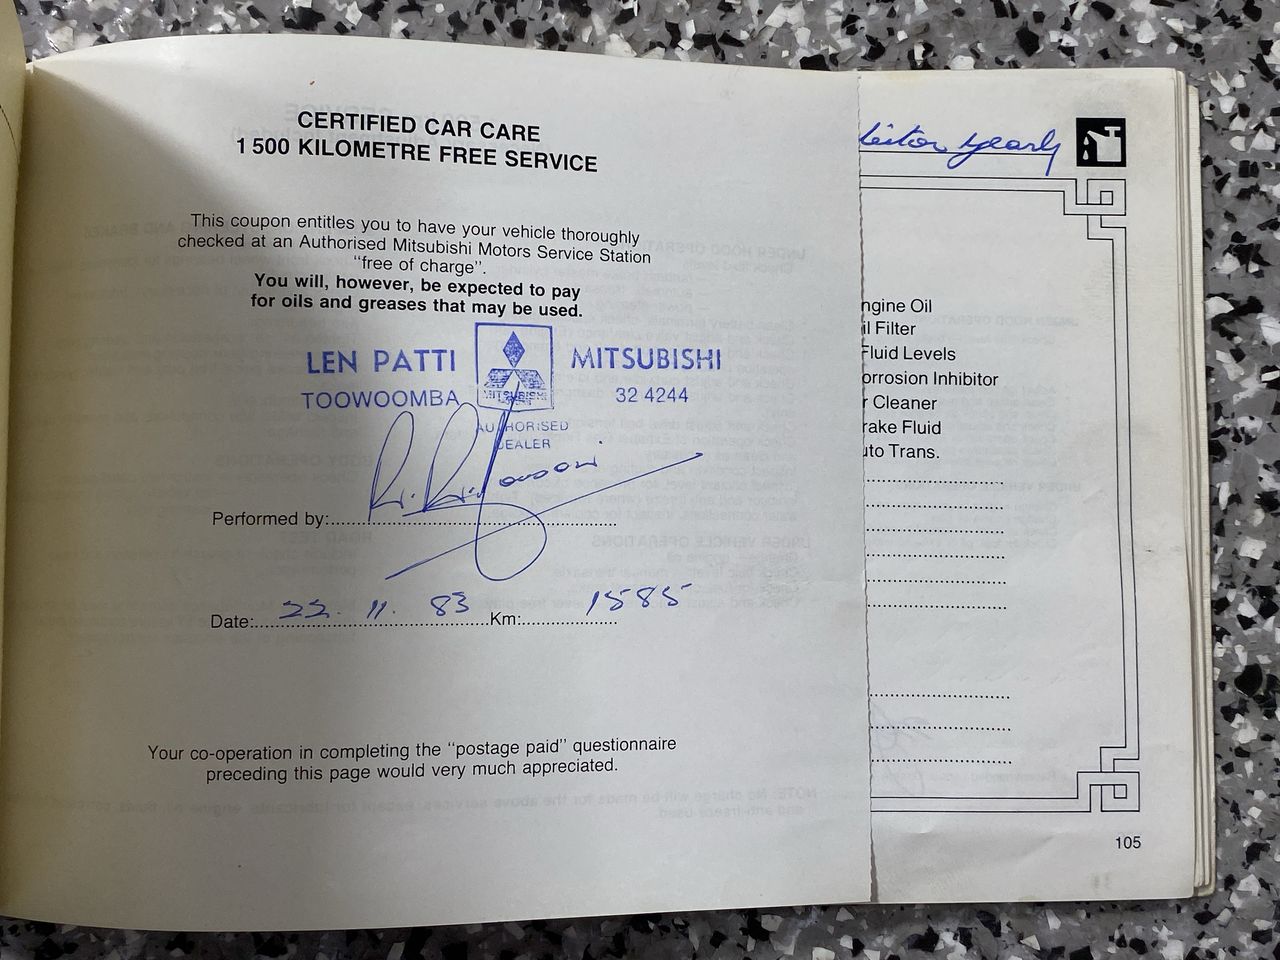 CERTIFIED CAR CARE
1 500 KILOMETRE FREE SERVICE
This coupon entitles you to have your vehicle thoroughly
checked at an Authorised Mitsubishi Motors Service Station
“free of charge”.
You will, however, be expected to pay
for oils and greases that may be used.
LEN PATTI MITSUBISHI
TOOWOOMBA MITSUBISHI 32 4244
AUTHORISED
DEALER
Performed by:
Date: 22. 11. 83 Km: 1585
Your co-operation in completing the “postage paid” questionnaire
preceding this page would very much appreciated.
yearly
ngine Oil
il Filter
Fluid Levels
orrosion Inhibitor
r Cleaner
rake Fluid
uto Trans.
105